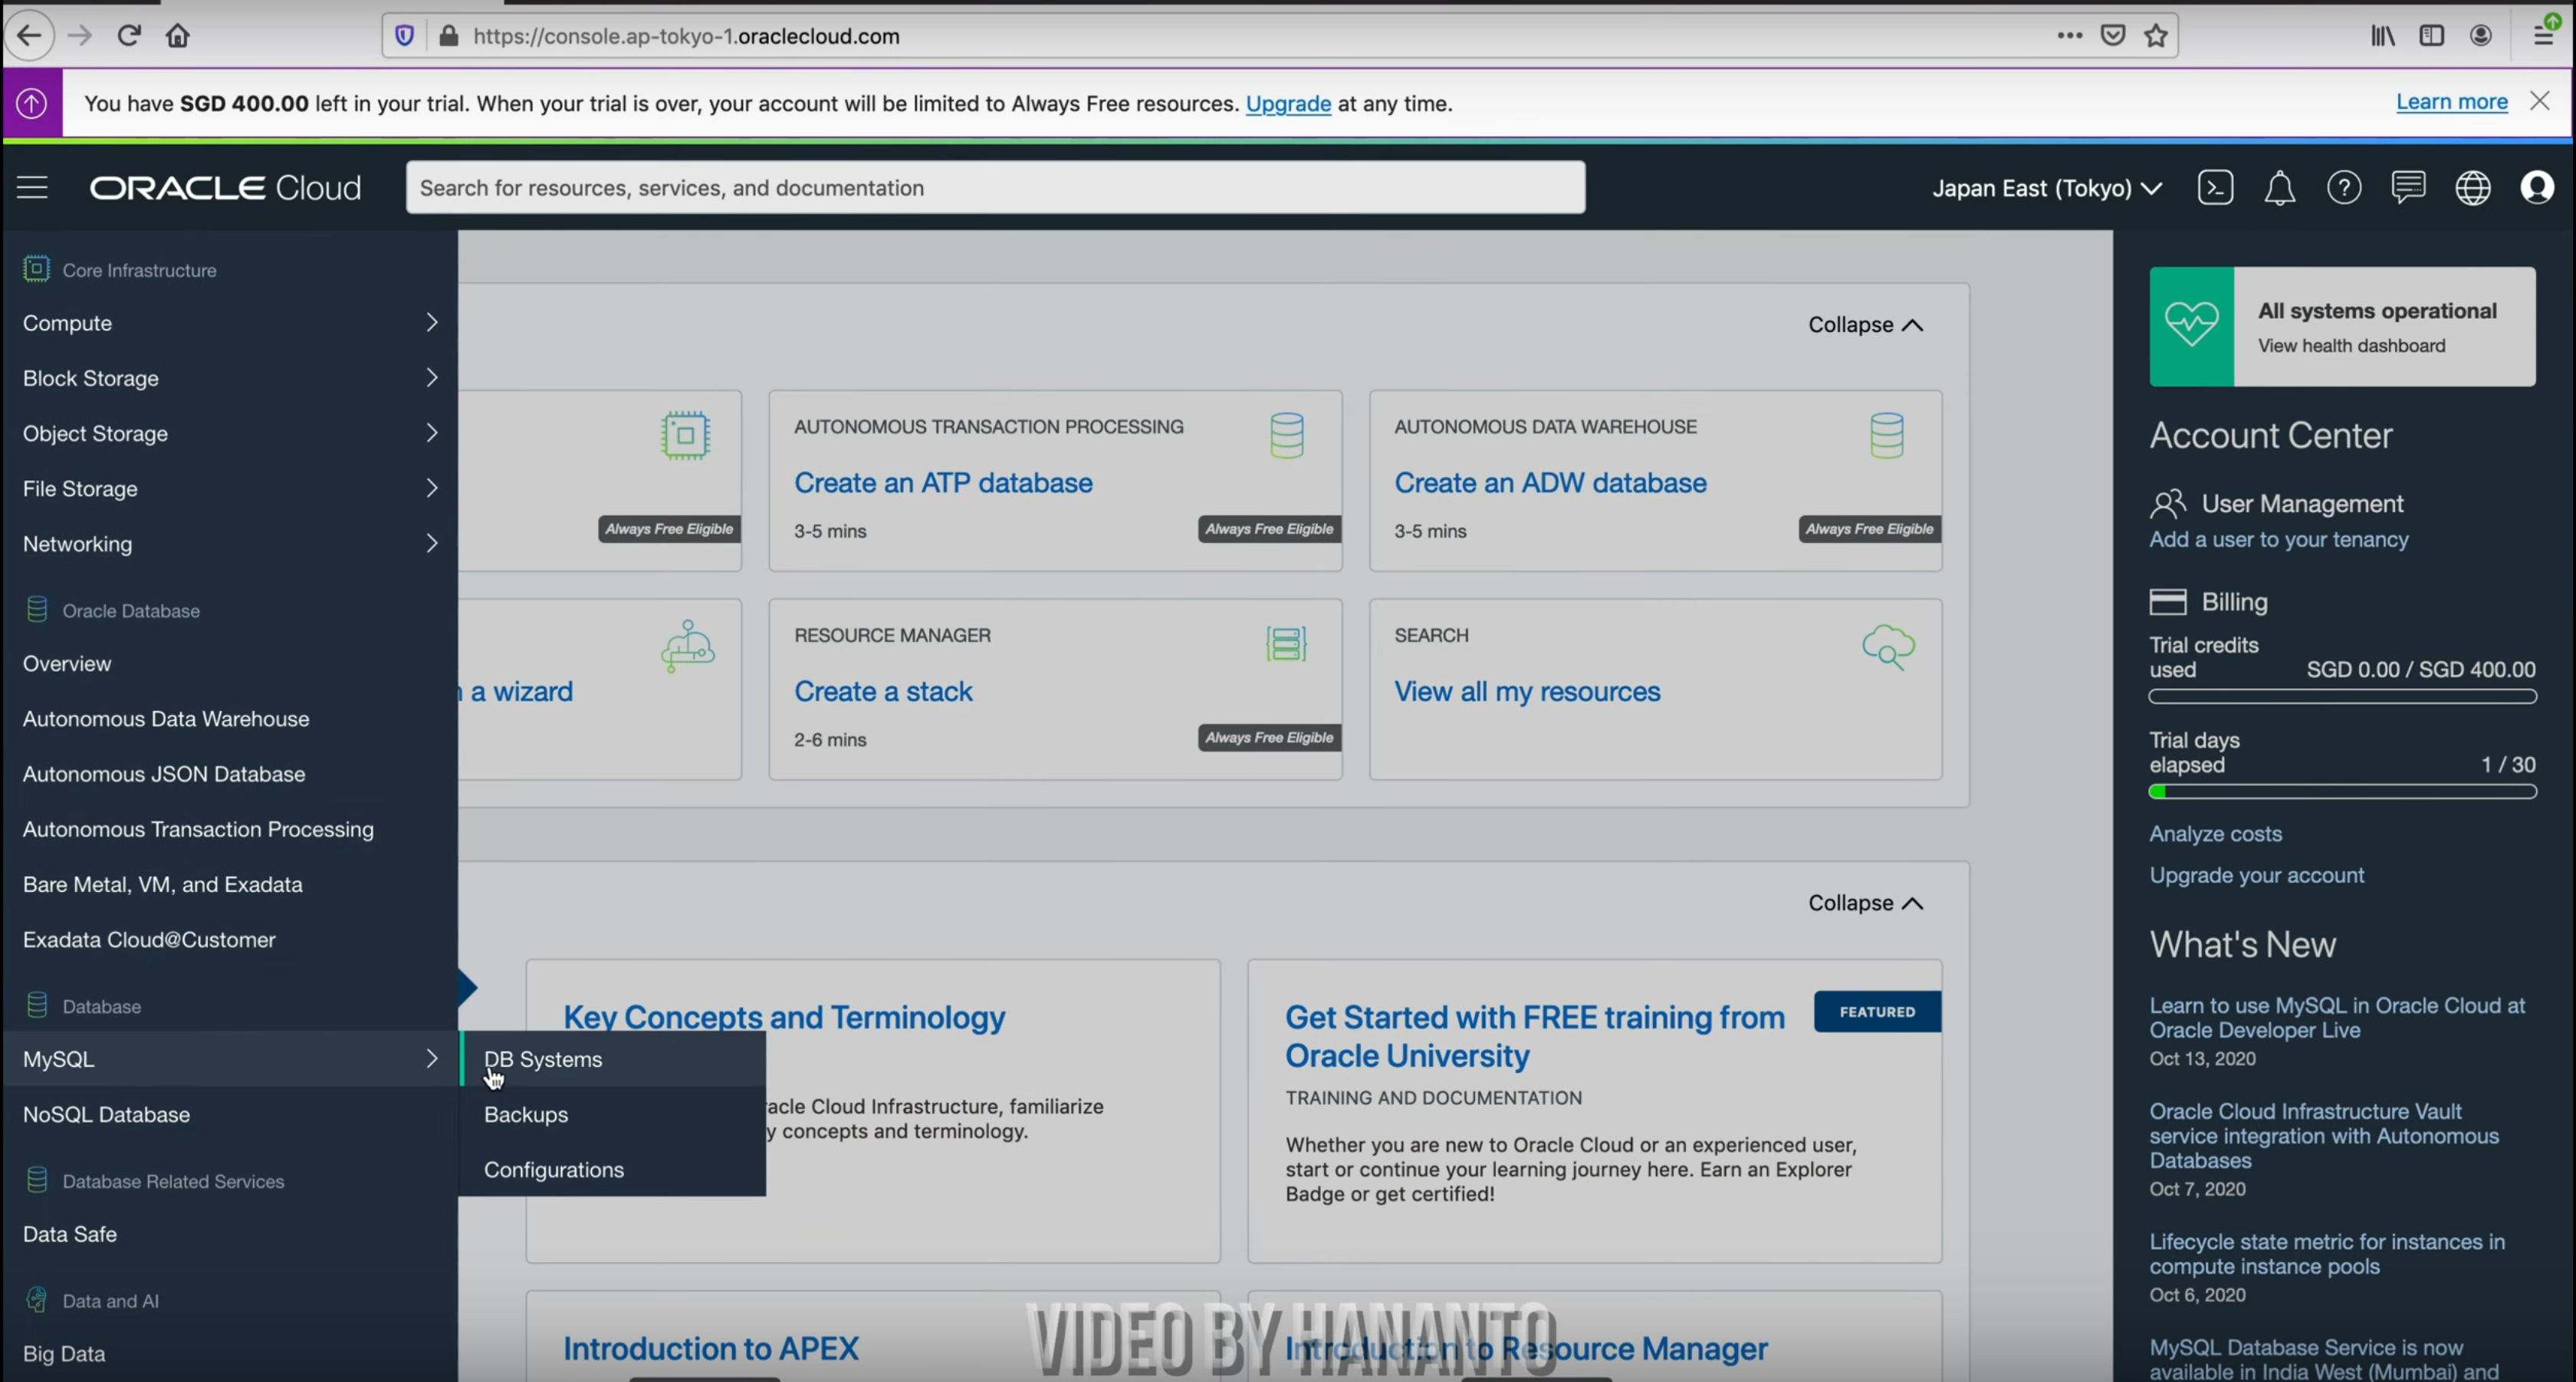 https://console.ap-tokyo-1.oraclecloud.com
You have SGD 400.00 left in your trial. When your trial is over, your account will be limited to Always Free resources. Upgrade at any time.
Learn more
ORACLE Cloud
Search for resources, services, and documentation
Japan East (Tokyo)
Core Infrastructure
Compute
Block Storage
Object Storage
File Storage
Networking
Oracle Database
Overview
Autonomous Data Warehouse
Autonomous JSON Database
Autonomous Transaction Processing
Bare Metal, VM, and Exadata
Exadata Cloud@Customer
Database
MySQL
NoSQL Database
Database Related Services
Data Safe
Data and AI
Big Data
DB Systems
Backups
Configurations
Collapse
Always Free Eligible
AUTONOMOUS TRANSACTION PROCESSING
Create an ATP database
3-5 mins
Always Free Eligible
AUTONOMOUS DATA WAREHOUSE
Create an ADW database
3-5 mins
Always Free Eligible
a wizard
RESOURCE MANAGER
Create a stack
2-6 mins
Always Free Eligible
SEARCH
View all my resources
Collapse
Key Concepts and Terminology
acle Cloud Infrastructure, familiarize
y concepts and terminology.
Get Started with FREE training from
Oracle University
FEATURED
TRAINING AND DOCUMENTATION
Whether you are new to Oracle Cloud or an experienced user,
start or continue your learning journey here. Earn an Explorer
Badge or get certified!
Introduction to APEX
Introduction to Resource Manager
VIDEO BY HANANTO
All systems operational
View health dashboard
Account Center
User Management
Add a user to your tenancy
Billing
Trial credits
used SGD 0.00 / SGD 400.00
Trial days
elapsed 1 / 30
Analyze costs
Upgrade your account
What's New
Learn to use MySQL in Oracle Cloud at
Oracle Developer Live
Oct 13, 2020
Oracle Cloud Infrastructure Vault
service integration with Autonomous
Databases
Oct 7, 2020
Lifecycle state metric for instances in
compute instance pools
Oct 6, 2020
MySQL Database Service is now
available in India West (Mumbai) and